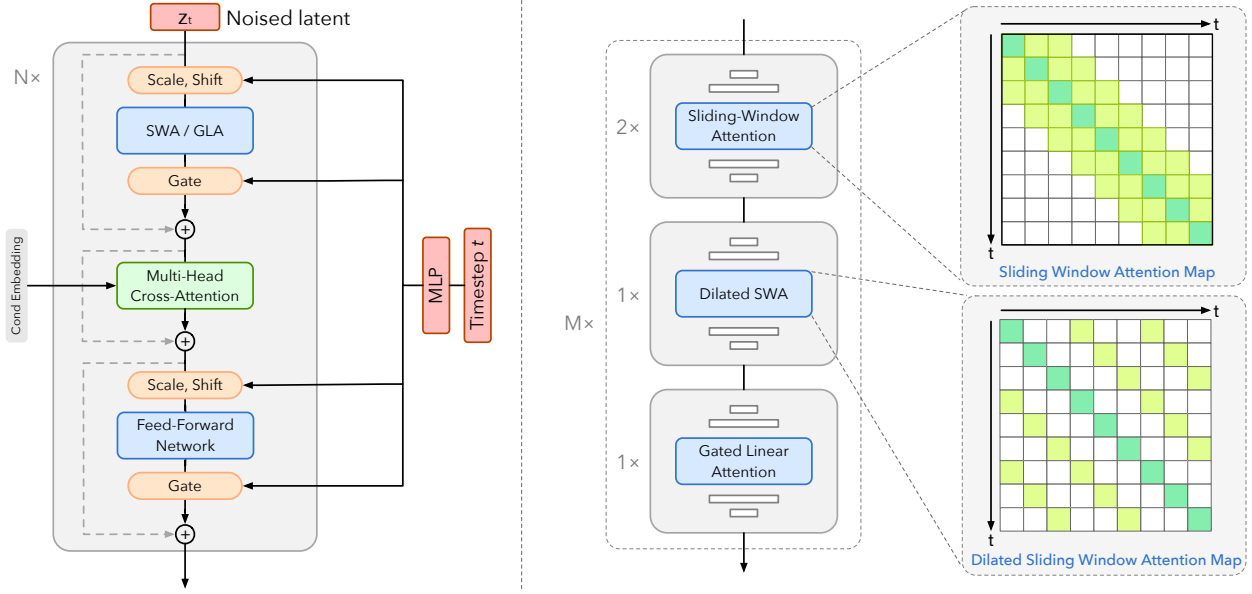 zt Noised latent
N×
Scale, Shift
SWA / GLA
Gate
+
Cond Embedding
Multi-Head
Cross-Attention
+
MLP
Timestep t
Scale, Shift
Feed-Forward
Network
Gate
+
M×
2×
Sliding-Window
Attention
1×
Dilated SWA
1×
Gated Linear
Attention
t
t
Sliding Window Attention Map
t
t
Dilated Sliding Window Attention Map